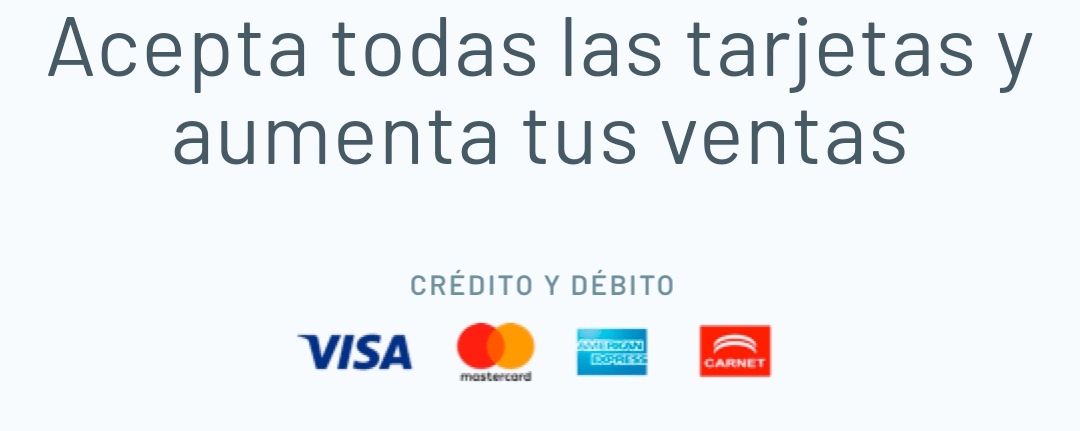 Acepta todas las tarjetas y
aumenta tus ventas
CRÉDITO Y DÉBITO
VISA
mastercard
AMERICAN
EXPRESS
CARNET